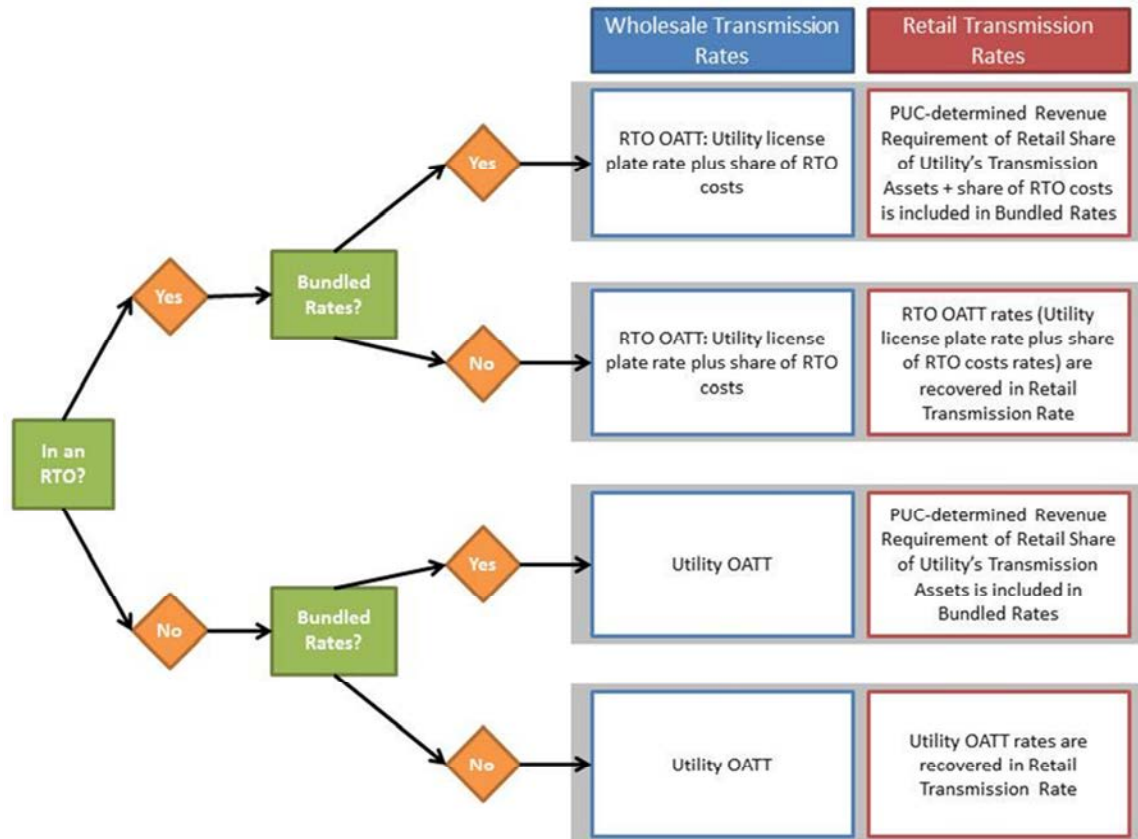 Wholesale Transmission
Rates
Retail Transmission
Rates
Yes
RTO OATT: Utility license
plate rate plus share of RTO
costs
PUC-determined Revenue
Requirement of Retail Share
of Utility's Transmission
Assets + share of RTO costs
is included in Bundled Rates
Yes
Bundled
Rates?
No
RTO OATT: Utility license
plate rate plus share of RTO
costs
RTO OATT rates (Utility
license plate rate plus share
of RTO costs rates) are
recovered in Retail
Transmission Rate
In an
RTO?
Yes
Utility OATT
PUC-determined Revenue
Requirement of Retail Share
of Utility's Transmission
Assets is included in
Bundled Rates
No
Bundled
Rates?
No
Utility OATT
Utility OATT rates are
recovered in Retail
Transmission Rate